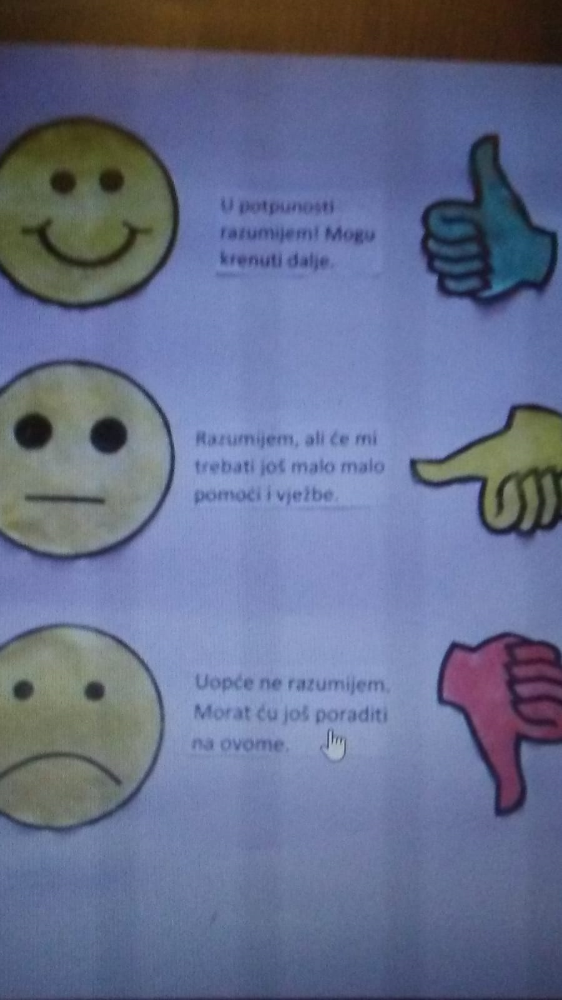 U potpunosti
razumijem! Mogu
krenuti dalje.
Razumijem, ali će mi
trebati još malo malo
pomoći i vježbe.
Uopće ne razumijem.
Morat ću još poraditi
na ovome.